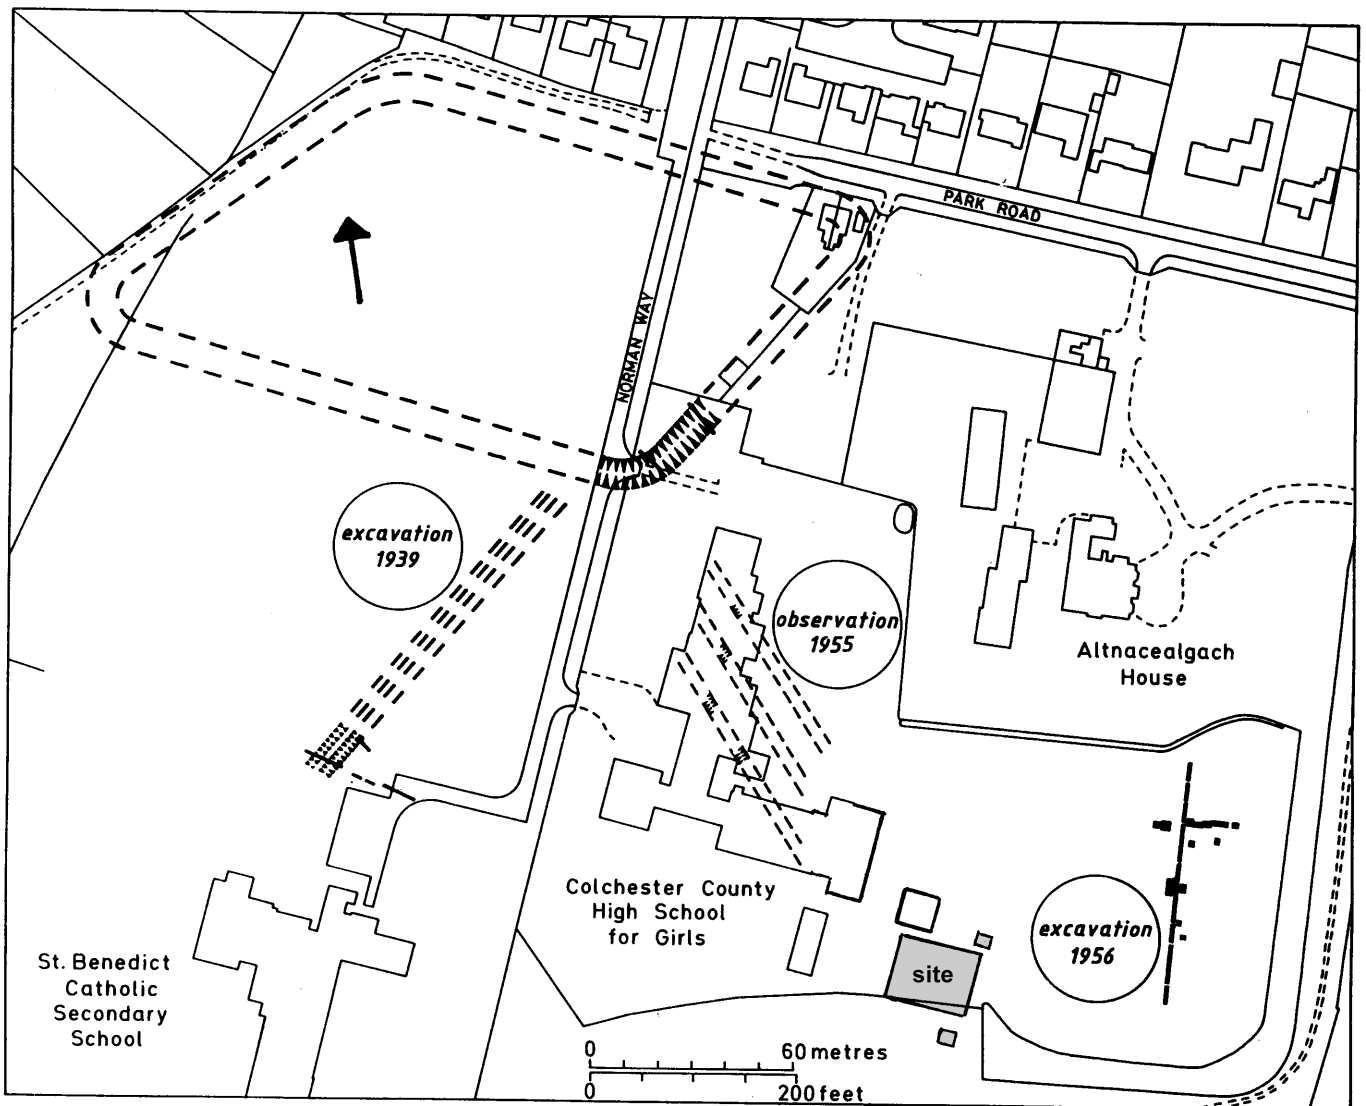 PARK ROAD
NORMAN WAY
excavation
1939
observation
1955
Altnacealgach
House
Colchester County
High School
for Girls
excavation
1956
site
St. Benedict
Catholic
Secondary
School
0 60 metres
0 200 feet